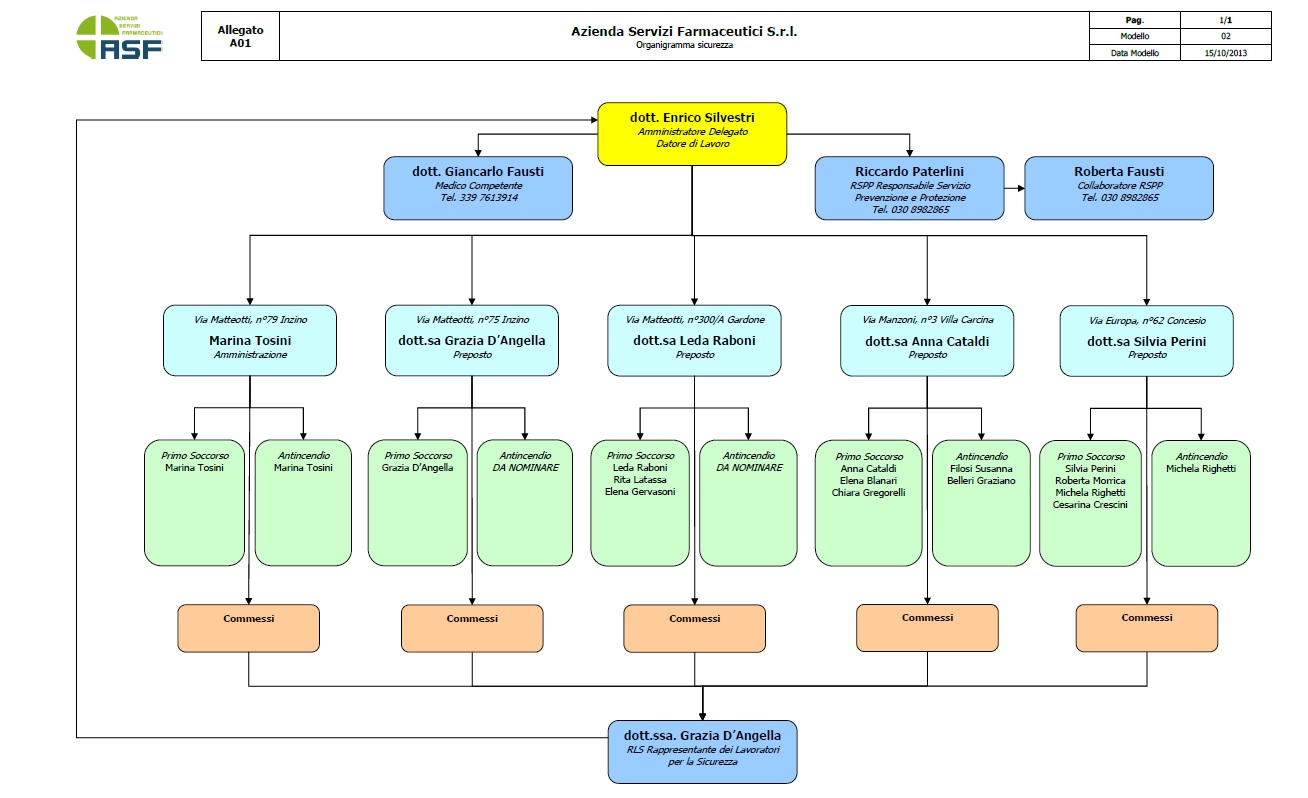 AZIENDA
SERVIZI
FARMACEUTICI
ASF
Allegato
A01
Azienda Servizi Farmaceutici S.r.l.
Organigramma sicurezza
Pag. 1/1
Modello 02
Data Modello 15/10/2013
dott. Enrico Silvestri
Amministratore Delegato
Datore di Lavoro
dott. Giancarlo Fausti
Medico Competente
Tel. 339 7613914
Riccardo Paterlini
RSPP Responsabile Servizio
Prevenzione e Protezione
Tel. 030 8982865
Roberta Fausti
Collaboratore RSPP
Tel. 030 8982865
Via Matteotti, n°79 Inzino
Marina Tosini
Amministrazione
Via Matteotti, n°75 Inzino
dott.sa Grazia D’Angella
Preposto
Via Matteotti, n°300/A Gardone
dott.sa Leda Raboni
Preposto
Via Manzoni, n°3 Villa Carcina
dott.sa Anna Cataldi
Preposto
Via Europa, n°62 Concesio
dott.sa Silvia Perini
Preposto
Primo Soccorso
Marina Tosini
Antincendio
Marina Tosini
Primo Soccorso
Grazia D’Angella
Antincendio
DA NOMINARE
Primo Soccorso
Leda Raboni
Rita Latassa
Elena Gervasoni
Antincendio
DA NOMINARE
Primo Soccorso
Anna Cataldi
Elena Blanari
Chiara Gregorelli
Antincendio
Filosi Susanna
Belleri Graziano
Primo Soccorso
Silvia Perini
Roberta Morrica
Michela Righetti
Cesarina Crescini
Antincendio
Michela Righetti
Commessi
Commessi
Commessi
Commessi
Commessi
dott.ssa. Grazia D’Angella
RLS Rappresentante dei Lavoratori
per la Sicurezza